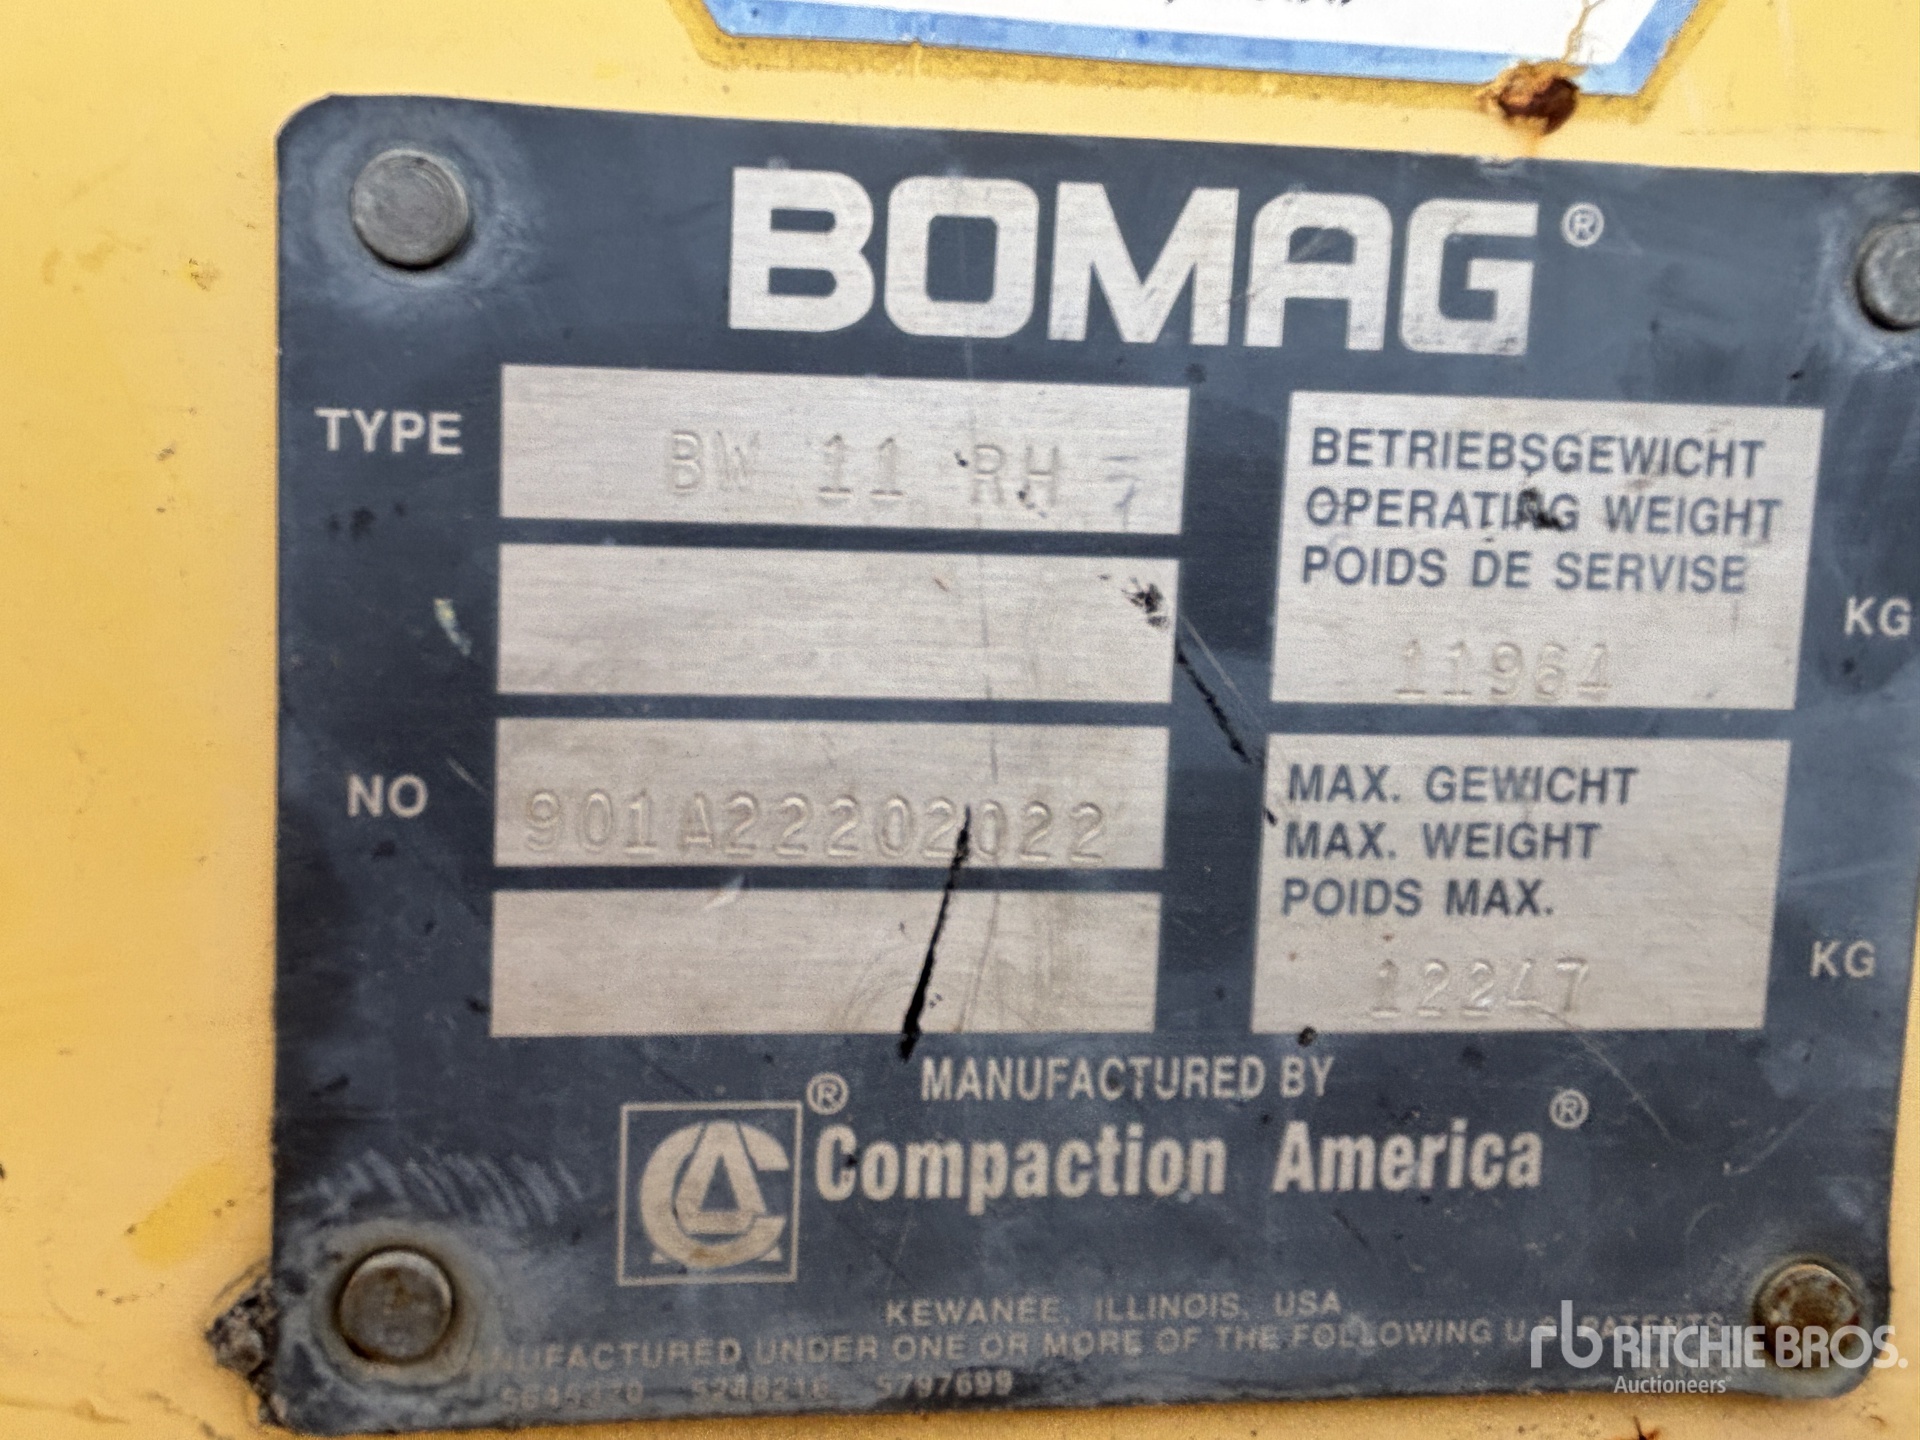 BOMAG®
TYPE BW 11 RH
BETRIEBSGEWICHT
OPERATING WEIGHT
POIDS DE SERVISE
11964 KG
NO 901A22202022
MAX. GEWICHT
MAX. WEIGHT
POIDS MAX.
12247 KG
MANUFACTURED BY
CA® Compaction America®
KEWANEE, ILLINOIS, USA
MANUFACTURED UNDER ONE OR MORE OF THE FOLLOWING U.S. PATENTS
5797699
rb RITCHIE BROS.
Auctioneers